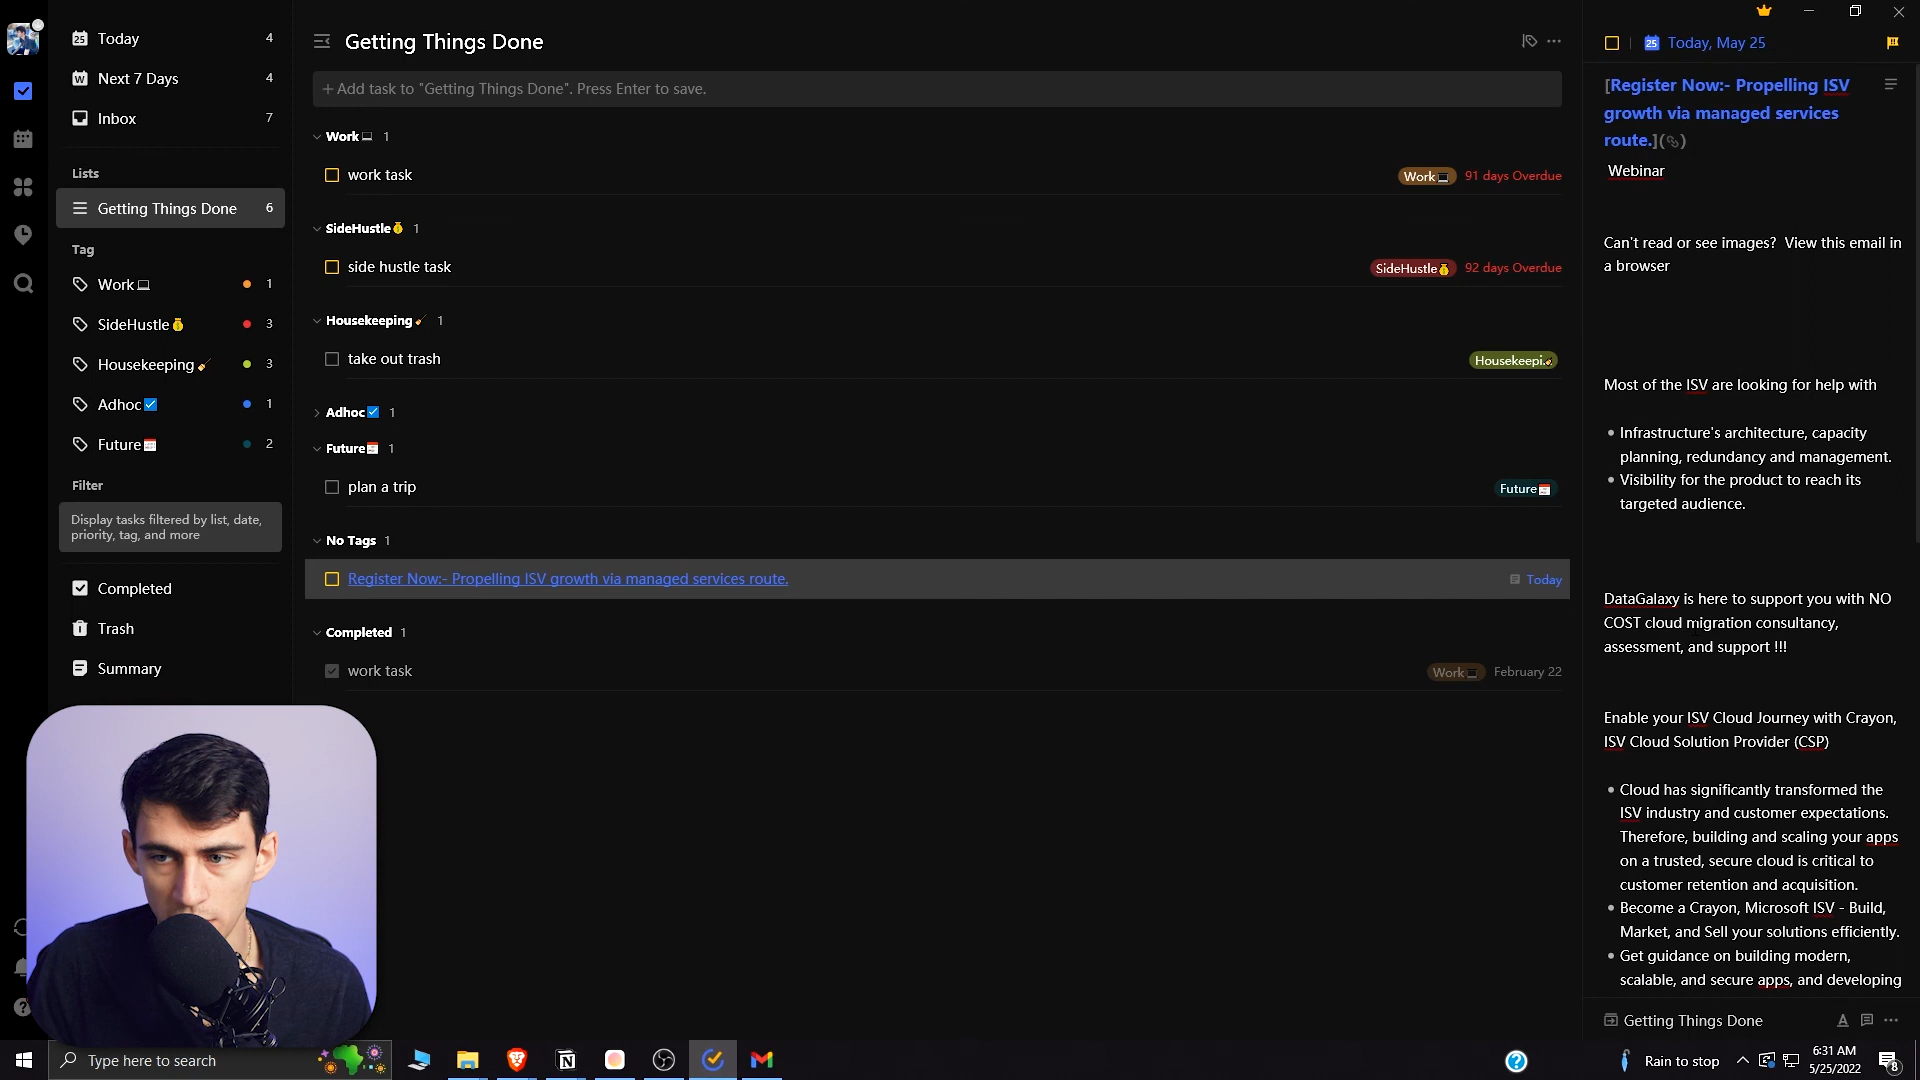 Today 4
Next 7 Days 4
Inbox 7
Lists
Getting Things Done 6
Tag
Work 1
SideHustle 3
Housekeeping 3
Adhoc 1
Future 2
Filter
Display tasks filtered by list, date,
priority, tag, and more
Completed
Trash
Summary
Getting Things Done
+ Add task to "Getting Things Done". Press Enter to save.
Work 1
work task Work 91 days Overdue
SideHustle 1
side hustle task SideHustle 92 days Overdue
Housekeeping 1
take out trash Housekeepi..
Adhoc 1
Future 1
plan a trip Future
No Tags 1
Register Now:- Propelling ISV growth via managed services route. Today
Completed 1
work task Work February 22
Today, May 25
[Register Now:- Propelling ISV
growth via managed services
route.]()
Webinar
Can't read or see images? View this email in
a browser
Most of the ISV are looking for help with
• Infrastructure's architecture, capacity
planning, redundancy and management.
• Visibility for the product to reach its
targeted audience.
DataGalaxy is here to support you with NO
COST cloud migration consultancy,
assessment, and support !!!
Enable your ISV Cloud Journey with Crayon,
ISV Cloud Solution Provider (CSP)
• Cloud has significantly transformed the
ISV industry and customer expectations.
Therefore, building and scaling your apps
on a trusted, secure cloud is critical to
customer retention and acquisition.
• Become a Crayon, Microsoft ISV - Build,
Market, and Sell your solutions efficiently.
• Get guidance on building modern,
scalable, and secure apps, and developing
Getting Things Done
Type here to search
Rain to stop
6:31 AM
5/25/2022
8